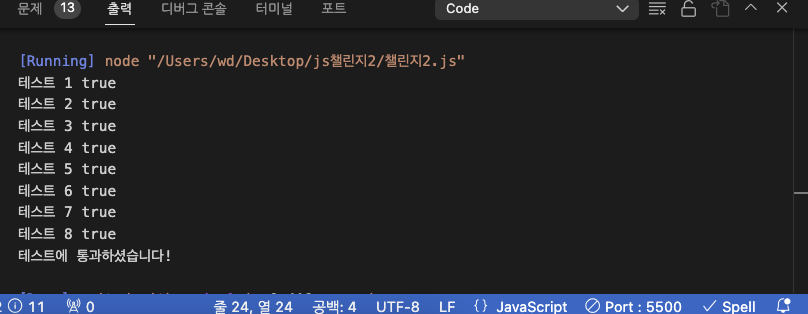 문제 13 출력 디버그 콘솔 터미널 포트 Code
[Running] node "/Users/wd/Desktop/js챌린지2/챌린지2.js"
테스트 1 true
테스트 2 true
테스트 3 true
테스트 4 true
테스트 5 true
테스트 6 true
테스트 7 true
테스트 8 true
테스트에 통과하셨습니다!
11 0 줄 24, 열 24 공백: 4 UTF-8 LF {} JavaScript Port : 5500 Spell